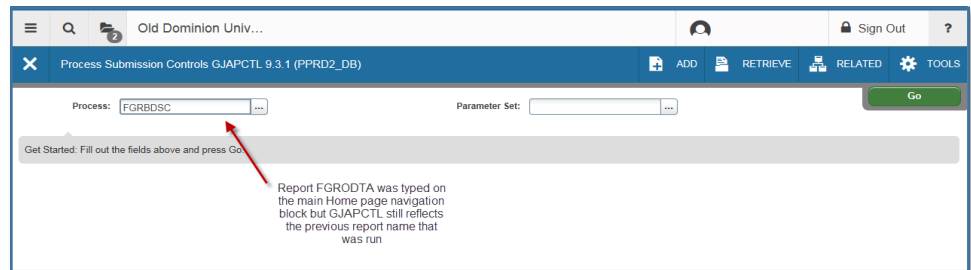 Old Dominion Univ... Sign Out ?
2
Process Submission Controls GJAPCTL 9.3.1 (PPRD2_DB) ADD RETRIEVE RELATED TOOLS
Process: FGRBDSC ... Parameter Set: ... Go
Get Started: Fill out the fields above and press Go.
Report FGRODTA was typed on
the main Home page navigation
block but GJAPCTL still reflects
the previous report name that
was run